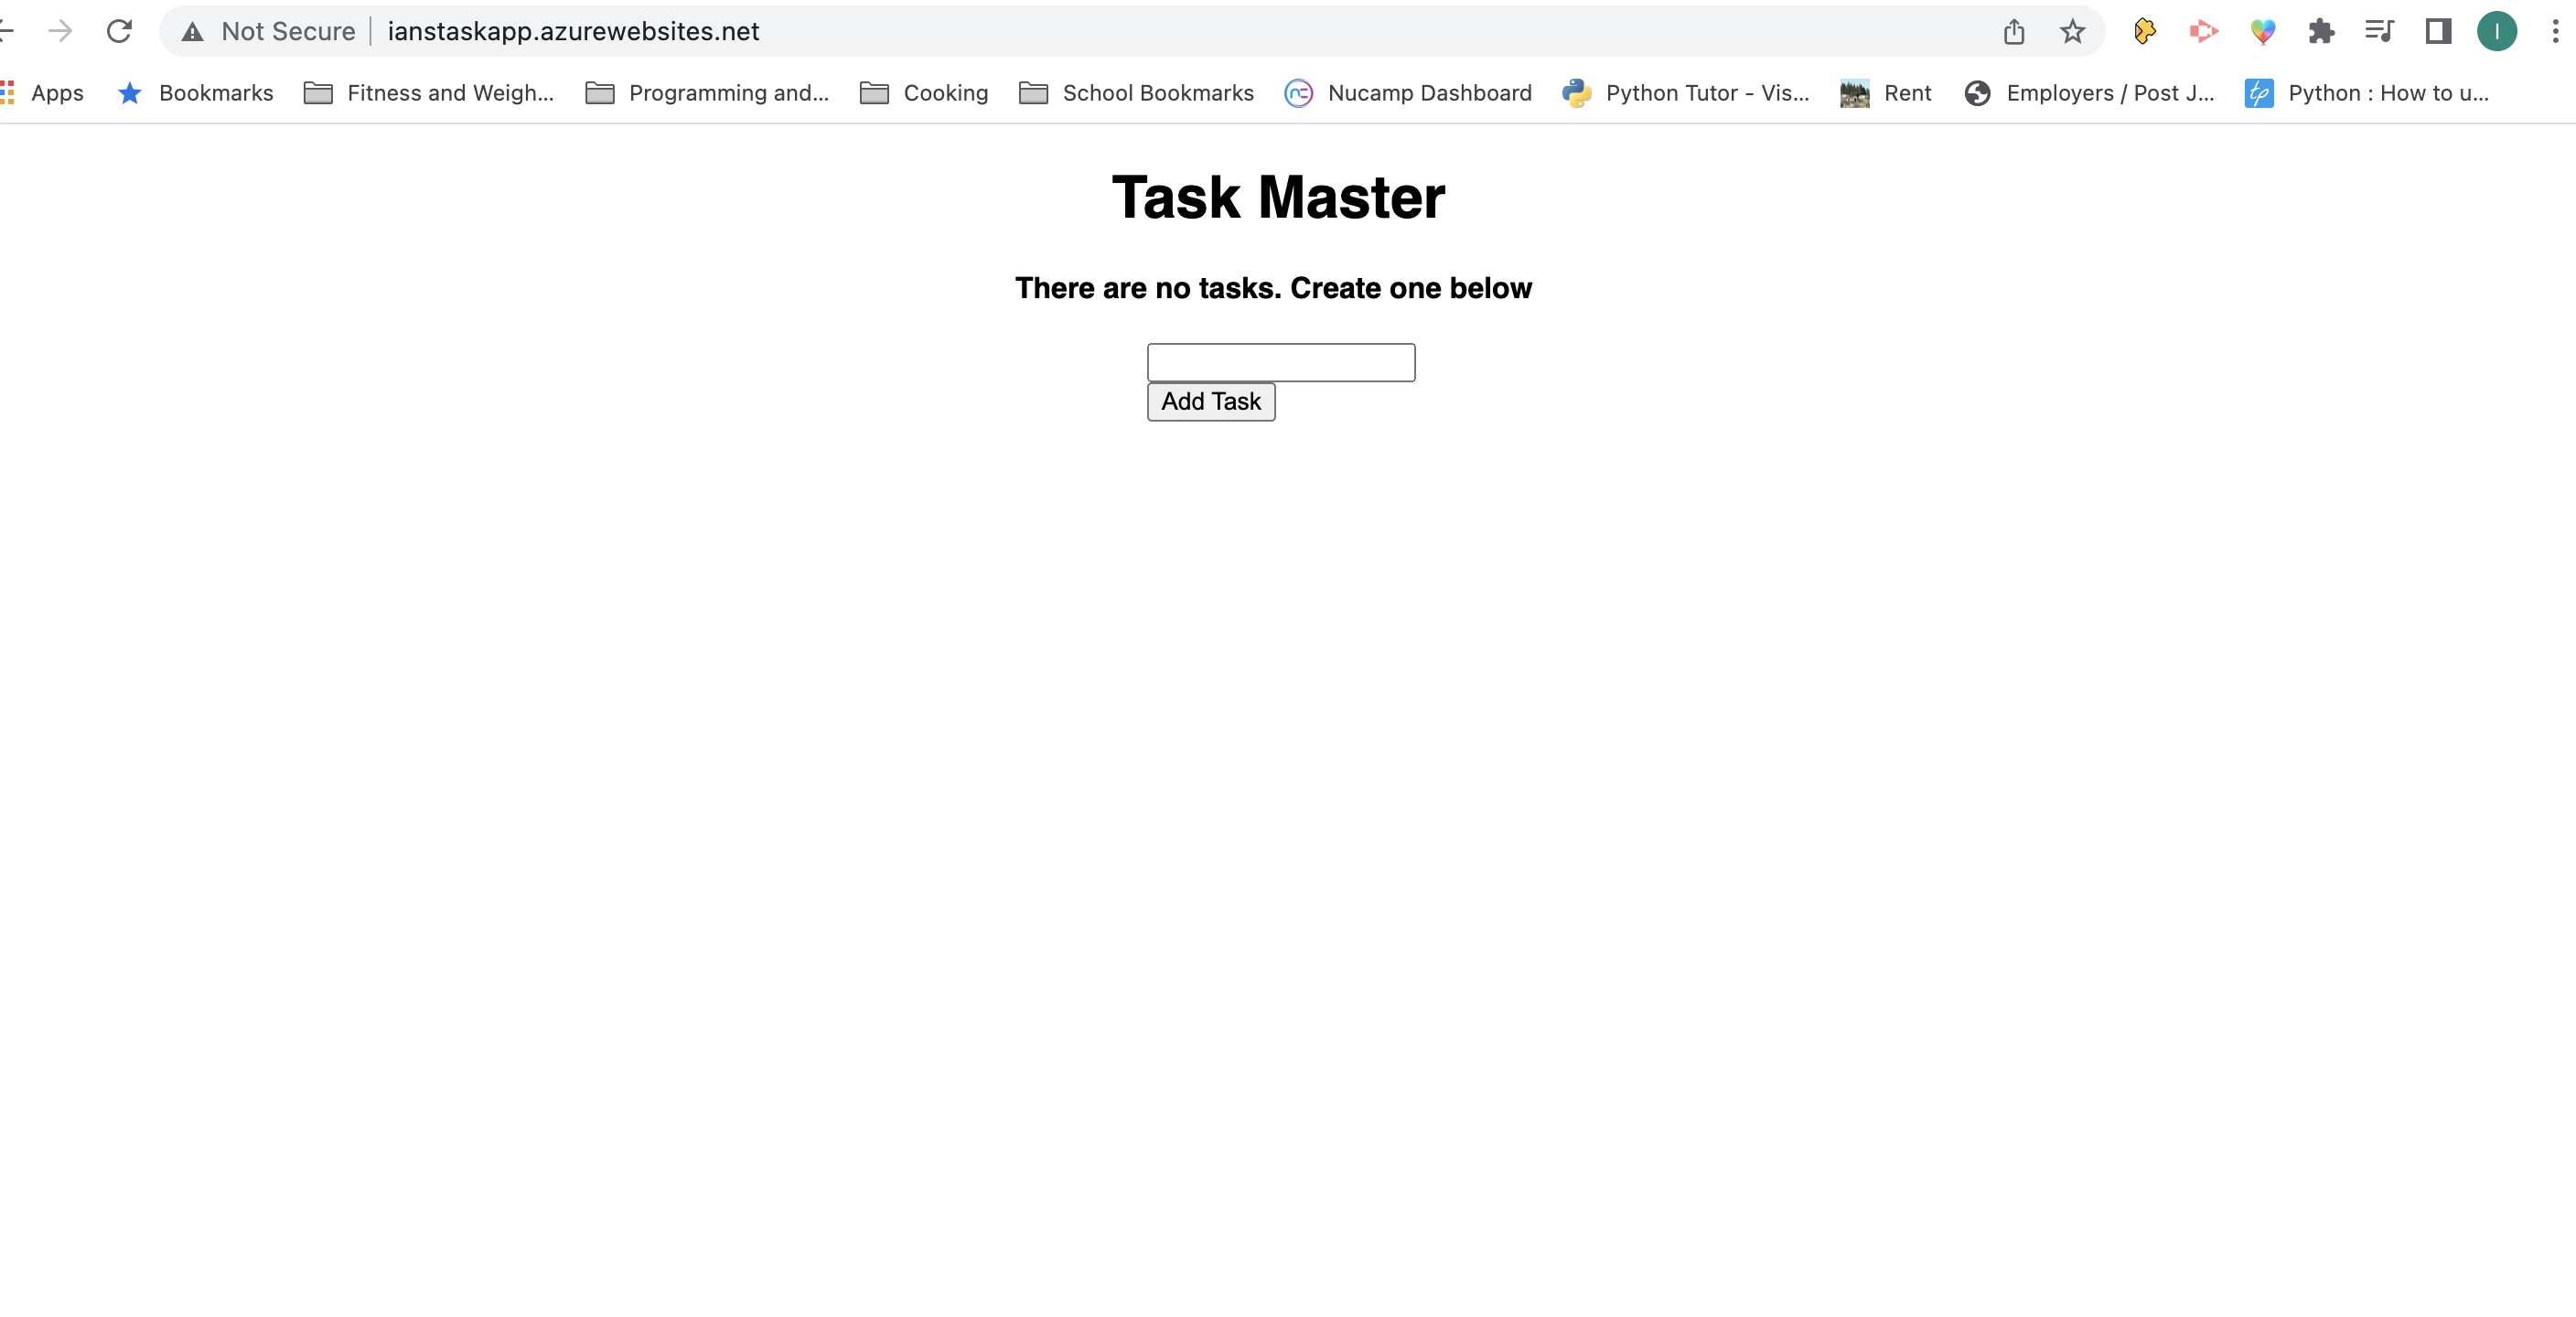 Not Secure | ianstaskapp.azurewebsites.net
Apps Bookmarks Fitness and Weigh... Programming and... Cooking School Bookmarks Nucamp Dashboard Python Tutor - Vis... Rent Employers / Post J... tp Python : How to u...
Task Master
There are no tasks. Create one below
Add Task